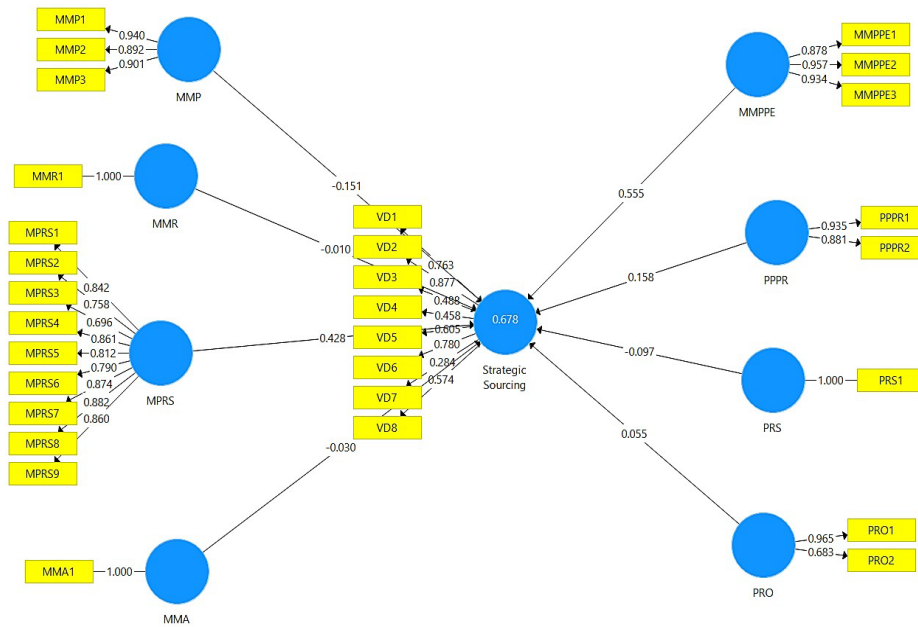 MMP1
MMP2
MMP3
0.940
0.892
0.901
MMP
MMR1
1.000
MMR
MPRS1
MPRS2
MPRS3
MPRS4
MPRS5
MPRS6
MPRS7
MPRS8
MPRS9
0.842
0.758
0.696
0.861
0.812
0.790
0.874
0.882
0.860
MPRS
MMA1
1.000
MMA
-0.151
-0.010
0.428
-0.030
VD1
VD2
VD3
VD4
VD5
VD6
VD7
VD8
0.763
0.877
0.488
0.458
0.605
0.780
0.284
0.574
0.678
Strategic
Sourcing
0.555
0.158
-0.097
0.055
MMPPE
0.878
0.957
0.934
MMPPE1
MMPPE2
MMPPE3
PPPR
0.935
0.881
PPPR1
PPPR2
PRS
1.000
PRS1
PRO
0.965
0.683
PRO1
PRO2